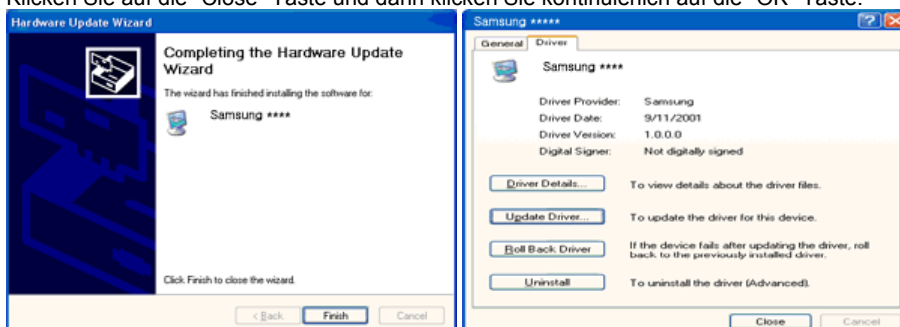 Klicken Sie auf die "Close" Taste und dann klicken Sie kontinuierlich auf die "OK" Taste.
Hardware Update Wizard
Completing the Hardware Update
Wizard
The wizard has finished installing the software for:
Samsung ****
Click Finish to close the wizard.
< Back
Finish
Cancel
Samsung *****
General
Driver
Samsung ****
Driver Provider: Samsung
Driver Date: 9/11/2001
Driver Version: 1.0.0.0
Digital Signer: Not digitally signed
Driver Details... To view details about the driver files.
Update Driver... To update the driver for this device.
Roll Back Driver If the device fails after updating the driver, roll
back to the previously installed driver.
Uninstall To uninstall the driver (Advanced).
Close
Cancel